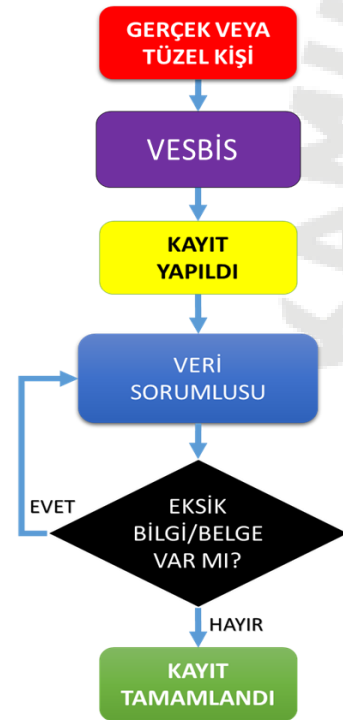 GERÇEK VEYA
TÜZEL KİŞİ
VESBİS
KAYIT
YAPILDI
VERİ
SORUMLUSU
EVET
EKSİK
BİLGİ/BELGE
VAR MI?
HAYIR
KAYIT
TAMAMLANDI